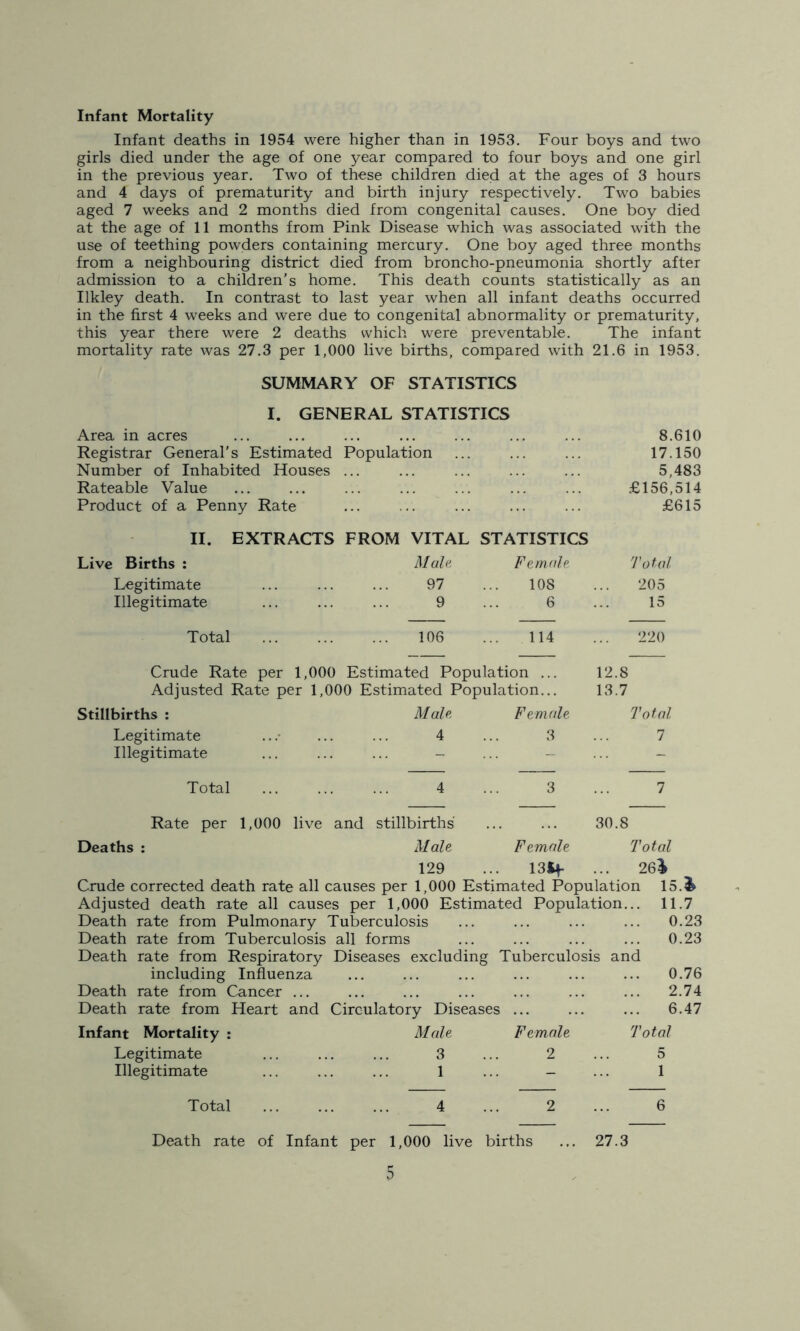 Infant Mortality
Infant deaths in 1954 were higher than in 1953. Four boys and two
girls died under the age of one year compared to four boys and one girl
in the previous year. Two of these children died at the ages of 3 hours
and 4 days of prematurity and birth injury respectively. Two babies
aged 7 weeks and 2 months died from congenital causes. One boy died
at the age of 11 months from Pink Disease which was associated with the
use of teething powders containing mercury. One boy aged three months
from a neighbouring district died from broncho-pneumonia shortly after
admission to a children's home. This death counts statistically as an
Ilkley death. In contrast to last year when all infant deaths occurred
in the first 4 weeks and were due to congenital abnormality or prematurity,
this year there were 2 deaths which were preventable. The infant
mortality rate was 27.3 per 1,000 live births, compared with 21.6 in 1953.
SUMMARY OF STATISTICS
I. GENERAL STATISTICS
Area in acres ... ... ... ... ... ... ... 8.610
Registrar General's Estimated Population ... ... ... 17.150
Number of Inhabited Houses ... ... ... ... ... 5,483
Rateable Value ... ... ... ... ... ... ... £156,514
Product of a Penny Rate ... ... ... ... ... £615
II. EXTRACTS FROM VITAL STATISTICS
Live Births : Male Female Total
Legitimate ... ... ... 97 ... 108 ... 205
Illegitimate ... ... ... 9 ... 6 ... 15
Total ... ... ... 106 ... 114 ... 220
Crude Rate per 1,000 Estimated Population ... 12.8
Adjusted Rate per 1,000 Estimated Population... 13.7
Stillbirths : Male Female Total
Legitimate ... ... ... 4 ... 3 ... 7
Illegitimate ... ... ... – ... – ... –
Total ... ... ... 4 ... 3 ... 7
Rate per 1,000 live and stillbirths ... ... 30.8
Deaths : Male Female Total
129 ... ...
Crude corrected death rate all causes per 1,000 Estimated Population
Adjusted death rate all causes per 1,000 Estimated Population... 11.7
Death rate from Pulmonary Tuberculosis ... ... ... ... 0.23
Death rate from Tuberculosis all forms ... ... ... ... 0.23
Death rate from Respiratory Diseases excluding Tuberculosis and
including Influenza ... ... ... ... ... ... 0.76
Death rate from Cancer ... ... ... ... ... ... ... 2.74
Death rate from Heart and Circulatory Diseases ... ... ... 6.47
Infant Mortality : Male Female Total
Legitimate ... ... ... 3 ... 2 ... 5
Illegitimate ... ... ... 1 ... – ... 1
Total ... ... ... 4 ... 2 ... 6
Death rate of Infant per 1,000 live births ... 27.3
5